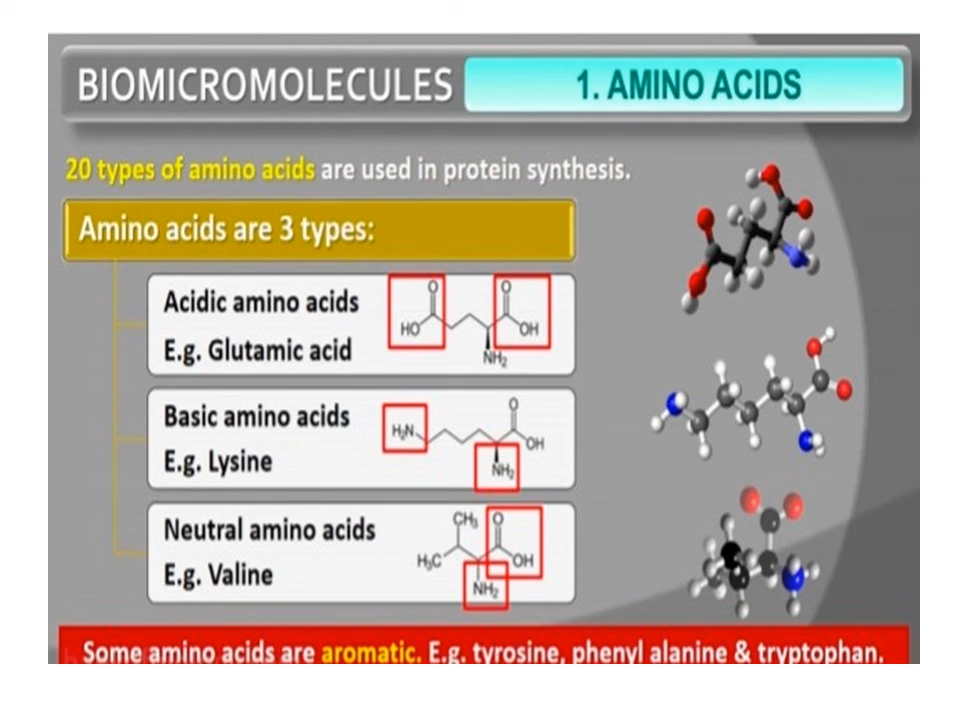 BIOMICROMOLECULES
1. AMINO ACIDS
20 types of amino acids are used in protein synthesis.
Amino acids are 3 types:
Acidic amino acids
E.g. Glutamic acid
O
O
HO
OH
NH₂
Basic amino acids
E.g. Lysine
O
H₂N
OH
NH₂
Neutral amino acids
E.g. Valine
CH₃
O
H₃C
OH
NH₂
Some amino acids are aromatic. E.g. tyrosine, phenyl alanine & tryptophan.